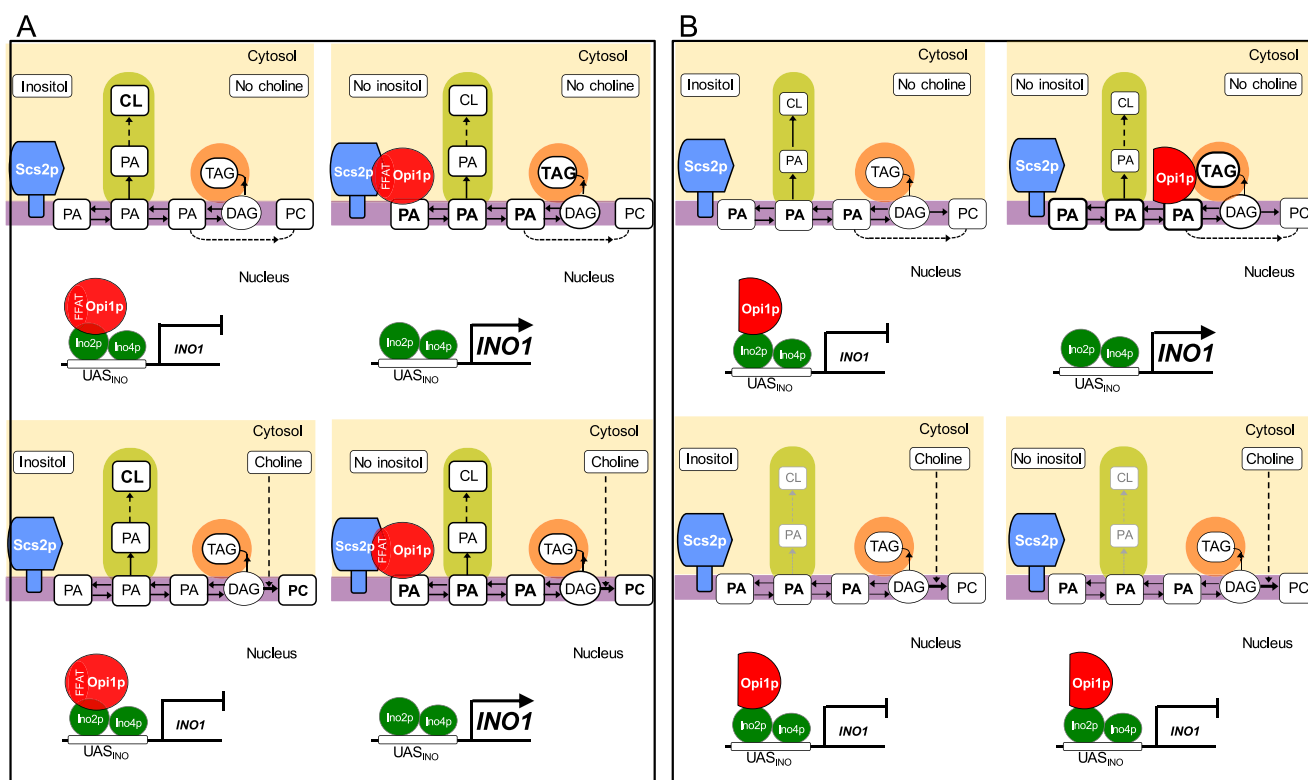 A
Cytosol
Inositol
No choline
CL
PA
TAG
Scs2p
PA
PA
PA
DAG
PC
Nucleus
FFAT
Opi1p
Ino2p
Ino4p
INO1
UASINO
Cytosol
No inositol
No choline
CL
PA
TAG
Scs2p
FFAT
Opi1p
PA
PA
PA
DAG
PC
Nucleus
Ino2p
Ino4p
INO1
UASINO
Cytosol
Inositol
Choline
CL
PA
TAG
Scs2p
PA
PA
PA
DAG
PC
Nucleus
FFAT
Opi1p
Ino2p
Ino4p
INO1
UASINO
Cytosol
No inositol
Choline
CL
PA
TAG
Scs2p
FFAT
Opi1p
PA
PA
PA
DAG
PC
Nucleus
Ino2p
Ino4p
INO1
UASINO
B
Cytosol
Inositol
No choline
CL
PA
TAG
Scs2p
PA
PA
PA
DAG
PC
Nucleus
Opi1p
Ino2p
Ino4p
INO1
UASINO
Cytosol
No inositol
No choline
CL
PA
TAG
Scs2p
Opi1p
PA
PA
PA
DAG
PC
Nucleus
Ino2p
Ino4p
INO1
UASINO
Cytosol
Inositol
Choline
CL
PA
TAG
Scs2p
PA
PA
PA
DAG
PC
Nucleus
Opi1p
Ino2p
Ino4p
INO1
UASINO
Cytosol
No inositol
Choline
CL
PA
TAG
Scs2p
PA
PA
PA
DAG
PC
Nucleus
Opi1p
Ino2p
Ino4p
INO1
UASINO